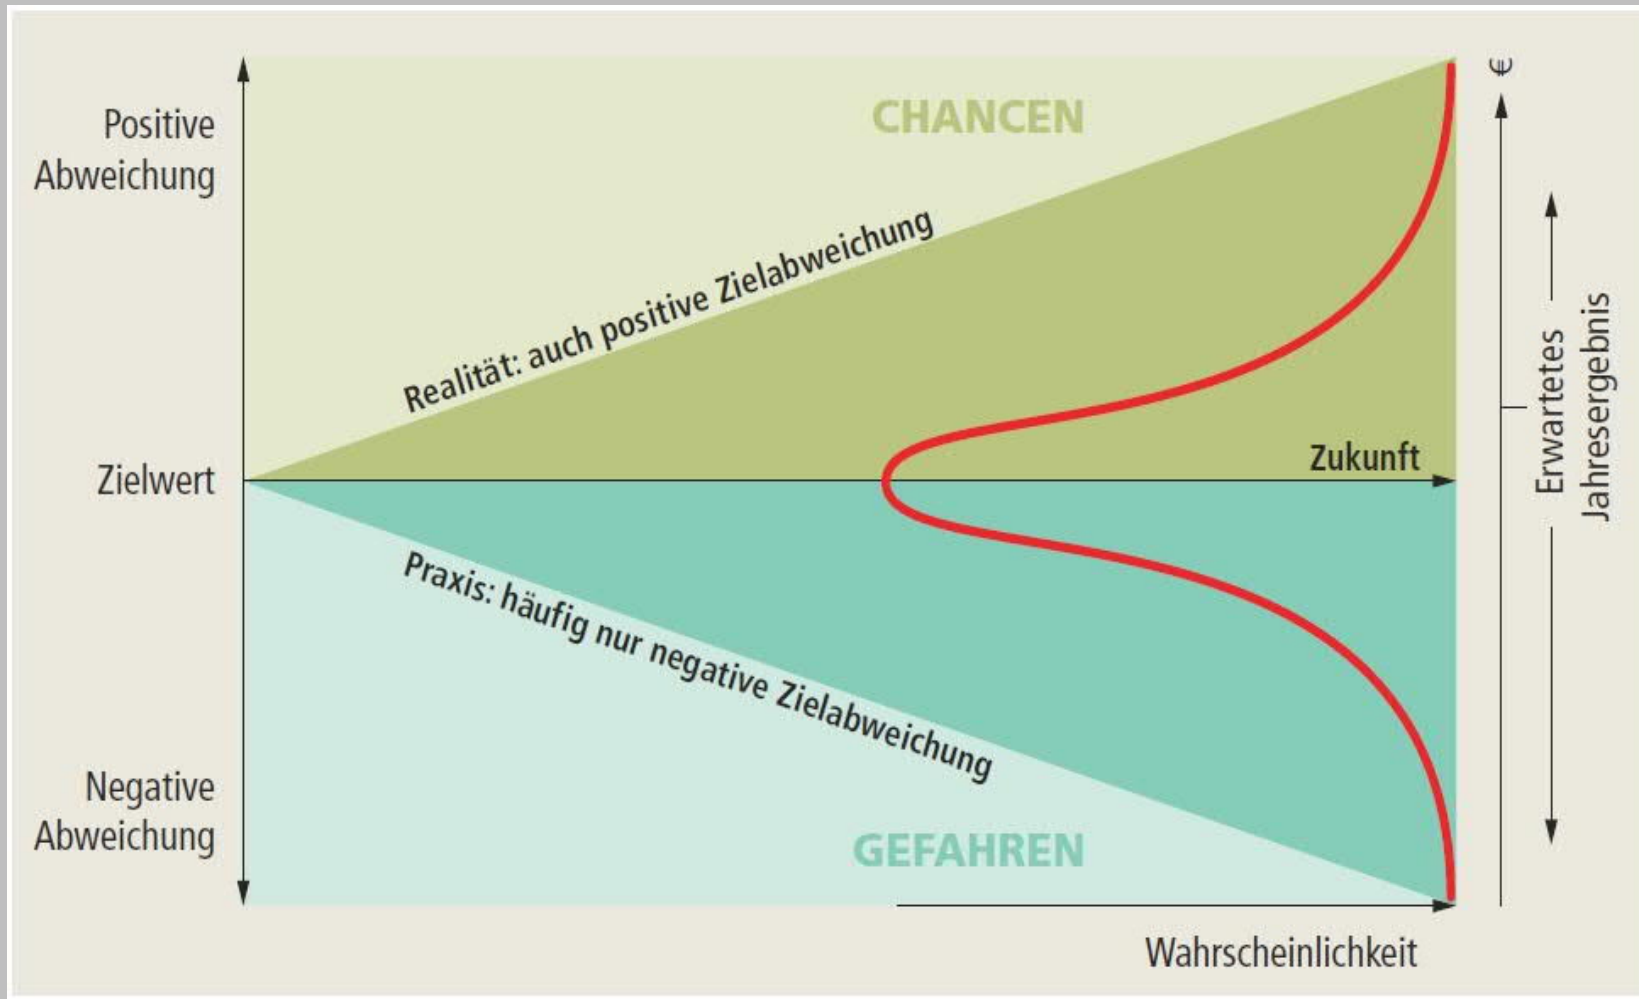 €
Positive
Abweichung
CHANCEN
Realität: auch positive Zielabweichung
Erwartetes
Jahresergebnis
Zielwert
Zukunft
Praxis: häufig nur negative Zielabweichung
Negative
Abweichung
GEFAHREN
Wahrscheinlichkeit